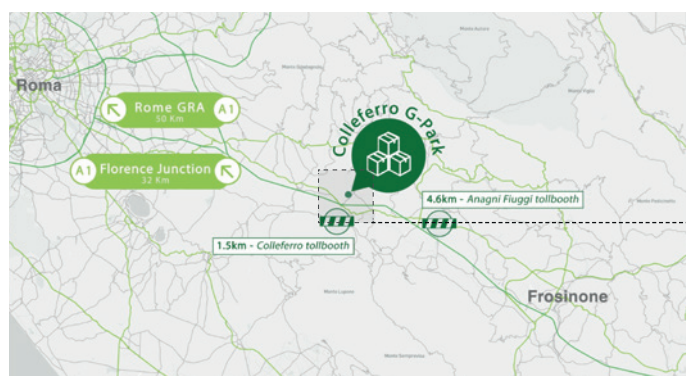 Roma
Rome GRA
50 Km
A1
A1
Florence Junction
32 Km
Colleferro G-Park
4.6km - Anagni Fiuggi tollbooth
1.5km - Colleferro tollbooth
Frosinone